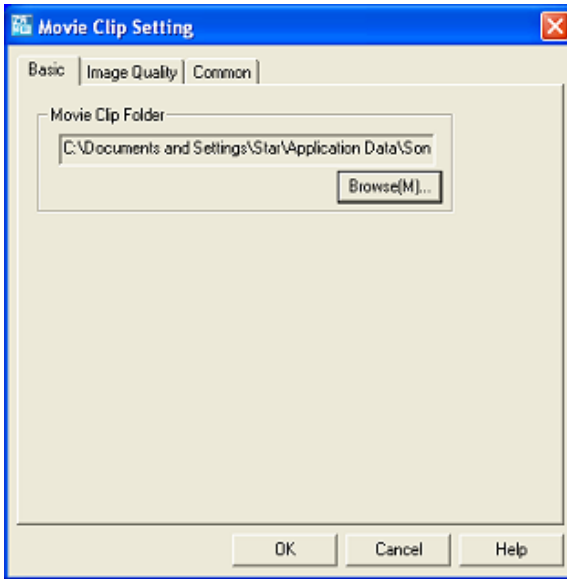 Movie Clip Setting
Basic Image Quality Common
Movie Clip Folder
C:\Documents and Settings\Star\Application Data\Son
Browse(M)...
OK Cancel Help